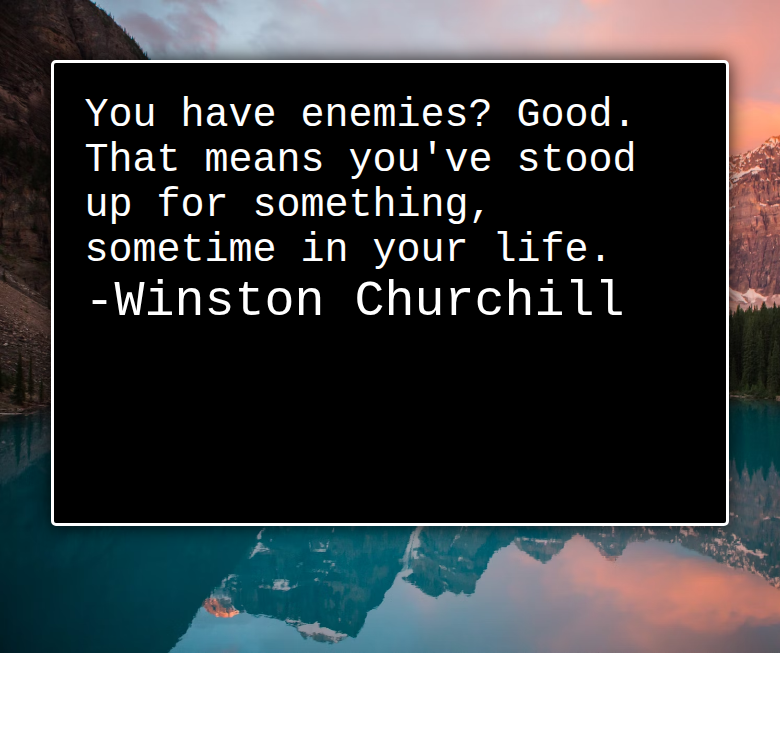 You have enemies? Good.
That means you've stood
up for something,
sometime in your life.
-Winston Churchill